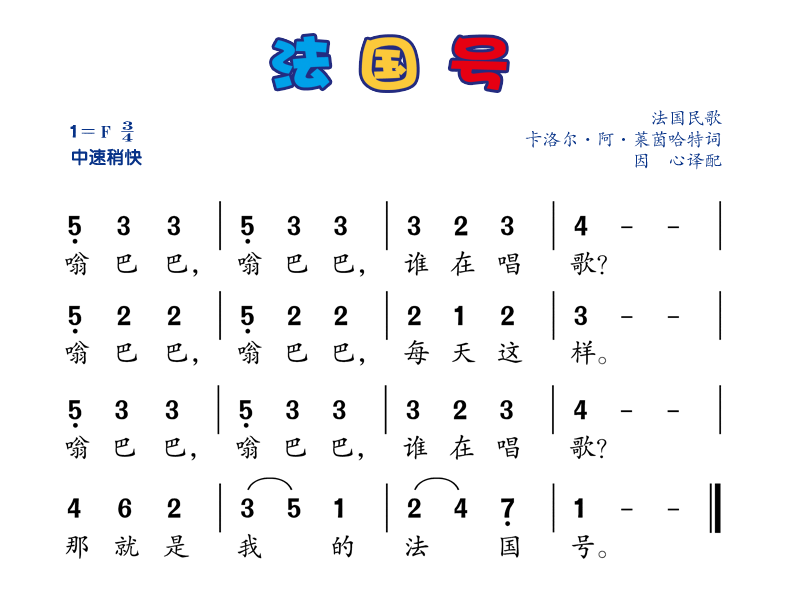 法国号
1=F 3/4
中速稍快
法国民歌
卡洛尔·阿·莱茵哈特词
因 心译配
5̣ 3 3 | 5̣ 3 3 | 3 2 3 | 4 - - |
嗡 巴 巴， 嗡 巴 巴， 谁 在 唱 歌？
5̣ 2 2 | 5̣ 2 2 | 2 1 2 | 3 - - |
嗡 巴 巴， 嗡 巴 巴， 每 天 这 样。
5̣ 3 3 | 5̣ 3 3 | 3 2 3 | 4 - - |
嗡 巴 巴， 嗡 巴 巴， 谁 在 唱 歌？
4 6 2 | 3 5 1 | 2 4 7̣ | 1 - - ‖
那 就 是 我 的 法 国 号。